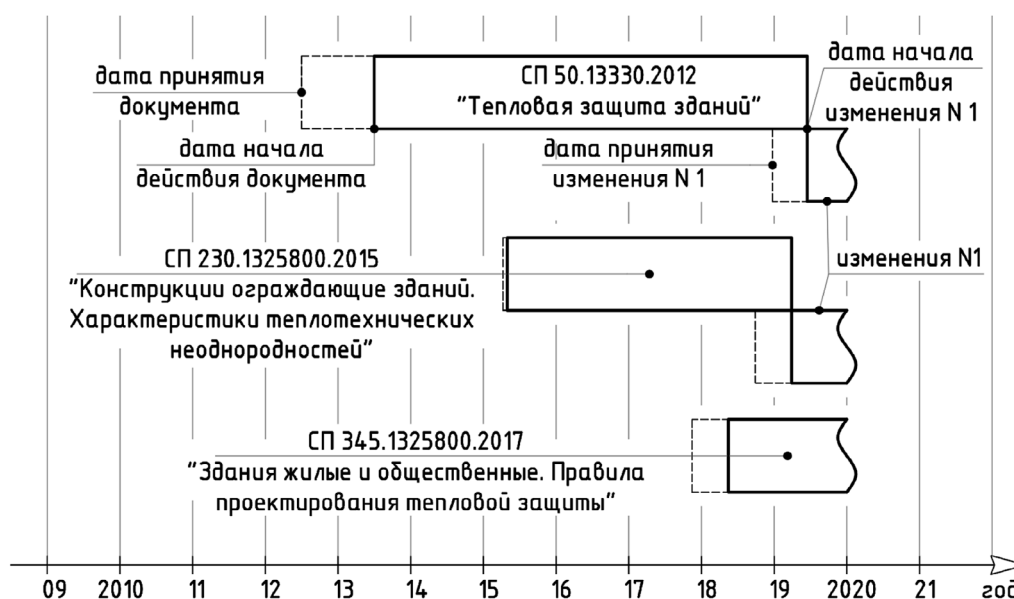 дата принятия
документа
СП 50.13330.2012
"Тепловая защита зданий"
дата начала
действия
изменения N 1
дата начала
действия документа
дата принятия
изменения N 1
СП 230.1325800.2015
"Конструкции ограждающие зданий.
Характеристики теплотехнических
неоднородностей"
изменения N1
СП 345.1325800.2017
"Здания жилые и общественные. Правила
проектирования тепловой защиты"
09 2010 11 12 13 14 15 16 17 18 19 2020 21 год